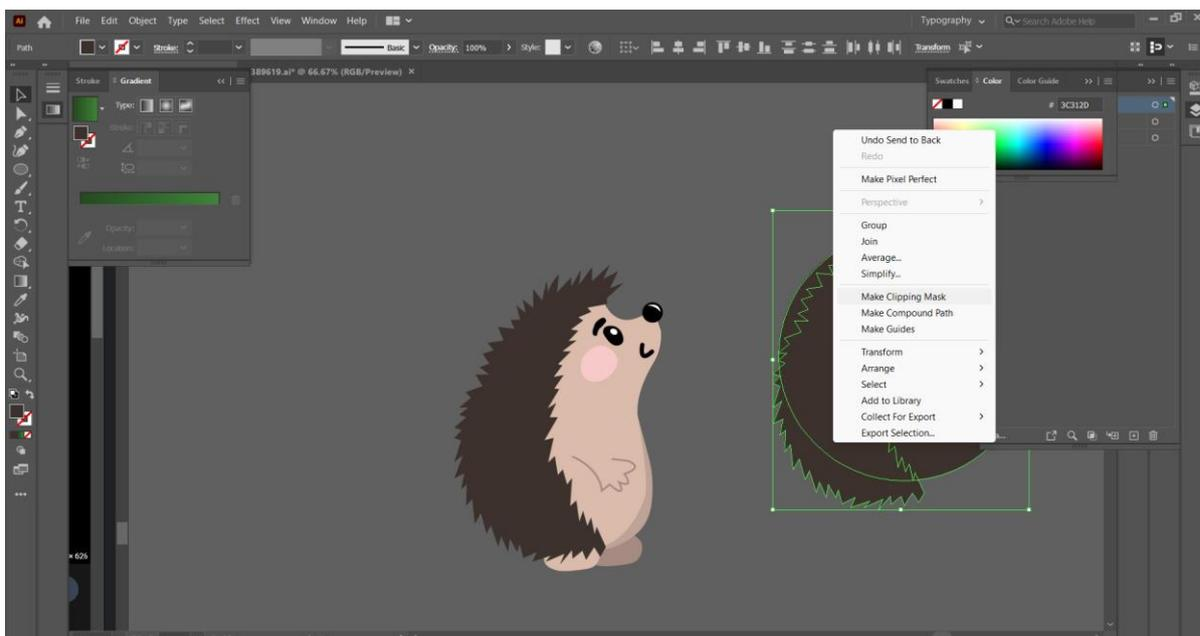 Ai File Edit Object Type Select Effect View Window Help Typography Search Adobe Help
Path Stroke: Basic Opacity: 100% Style: Transform
Stroke Gradient
389619.ai* @ 66.67% (RGB/Preview) ×
Swatches Color Color Guide
Type:
# 3C312D
Stroke:
Opacity:
Location:
Undo Send to Back
Redo
Make Pixel Perfect
Perspective
Group
Join
Average...
Simplify...
Make Clipping Mask
Make Compound Path
Make Guides
Transform
Arrange
Select
Add to Library
Collect For Export
Export Selection...
× 626